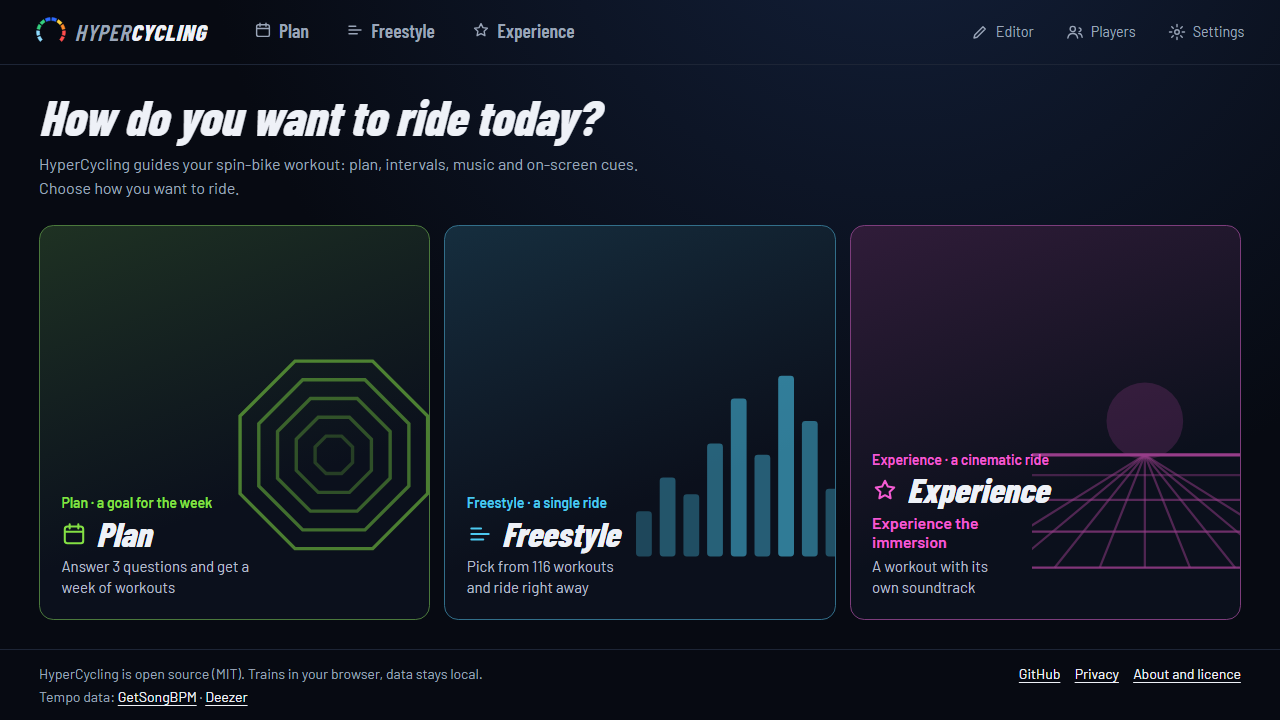 HYPERCYCLING
Plan
Freestyle
Experience
Editor
Players
Settings
How do you want to ride today?
HyperCycling guides your spin-bike workout: plan, intervals, music and on-screen cues.
Choose how you want to ride.
Plan · a goal for the week
Plan
Answer 3 questions and get a
week of workouts
Freestyle · a single ride
Freestyle
Pick from 116 workouts
and ride right away
Experience · a cinematic ride
Experience
Experience the
immersion
A workout with its
own soundtrack
HyperCycling is open source (MIT). Trains in your browser, data stays local.
Tempo data: GetSongBPM · Deezer
GitHub
Privacy
About and licence